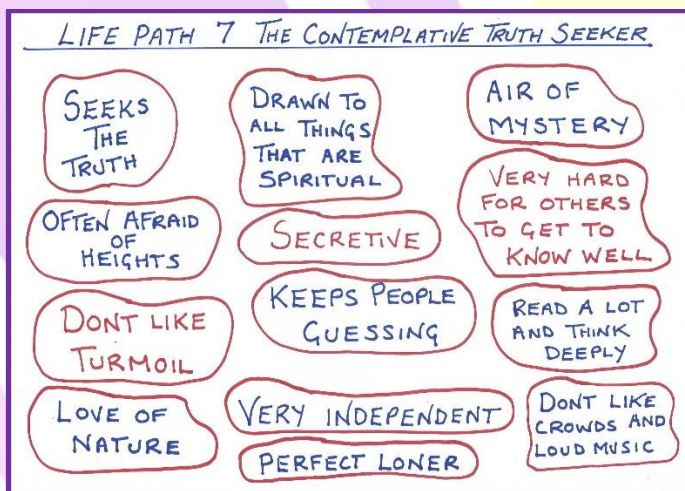 LIFE PATH 7 THE CONTEMPLATIVE TRUTH SEEKER
SEEKS
THE
TRUTH
DRAWN TO
ALL THINGS
THAT ARE
SPIRITUAL
AIR OF
MYSTERY
OFTEN AFRAID
OF
HEIGHTS
SECRETIVE
VERY HARD
FOR OTHERS
TO GET TO
KNOW WELL
DONT LIKE
TURMOIL
KEEPS PEOPLE
GUESSING
READ A LOT
AND THINK
DEEPLY
LOVE OF
NATURE
VERY INDEPENDENT
PERFECT LONER
DONT LIKE
CROWDS AND
LOUD MUSIC